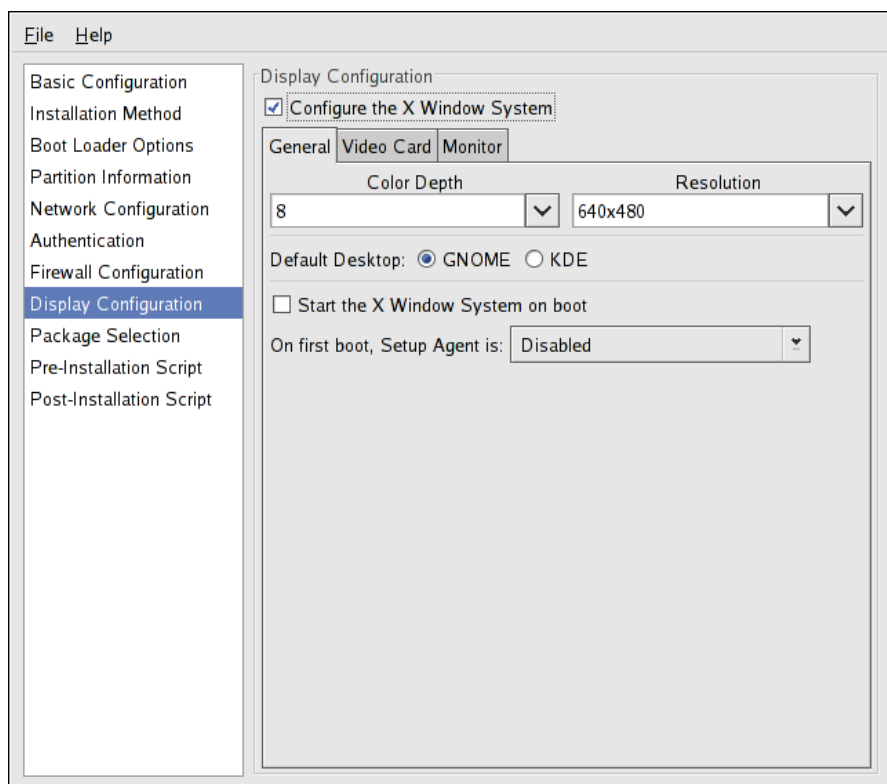 File Help
Basic Configuration
Installation Method
Boot Loader Options
Partition Information
Network Configuration
Authentication
Firewall Configuration
Display Configuration
Package Selection
Pre-Installation Script
Post-Installation Script
Display Configuration
Configure the X Window System
General Video Card Monitor
Color Depth Resolution
8 640x480
Default Desktop: GNOME KDE
Start the X Window System on boot
On first boot, Setup Agent is: Disabled